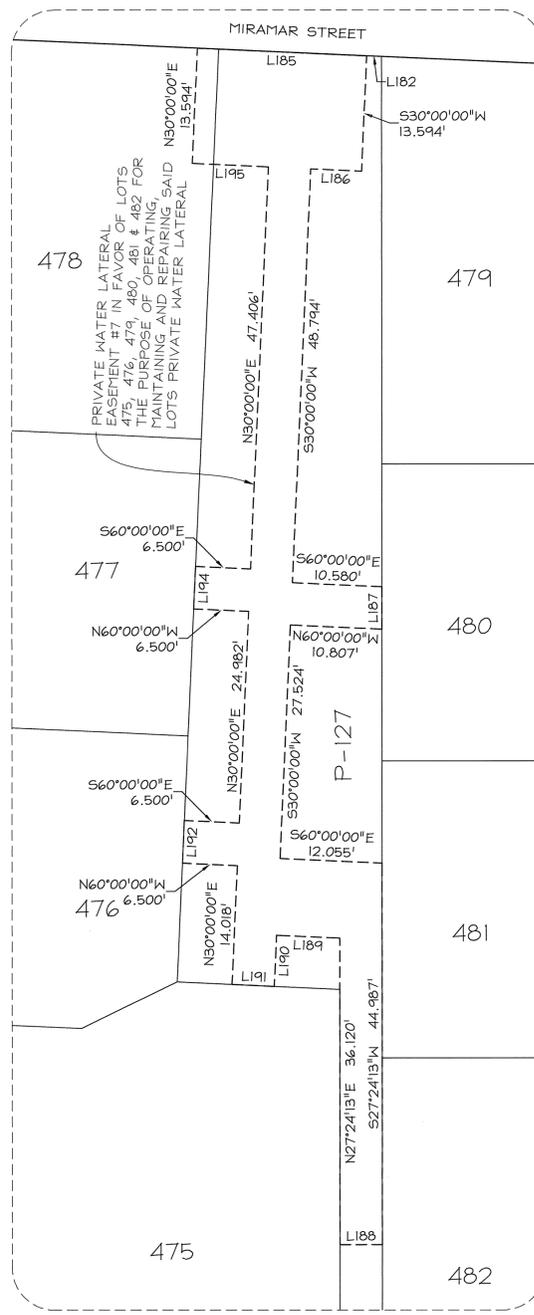 MIRAMAR STREET
L185
L182
N30°00'00"E
13.594'
S30°00'00"W
13.594'
L195
L186
478
479
PRIVATE WATER LATERAL
EASEMENT #7 IN FAVOR OF LOTS
475, 476, 479, 480, 481 & 482 FOR
THE PURPOSE OF OPERATING,
MAINTAINING AND REPAIRING SAID
LOTS PRIVATE WATER LATERAL
N30°00'00"E 47.406'
S30°00'00"W 48.794'
S60°00'00"E
6.500'
S60°00'00"E
10.580'
477
L194
L187
480
N60°00'00"W
6.500'
N60°00'00"W
10.807'
N30°00'00"E 24.982'
S30°00'00"W 27.524'
P-127
S60°00'00"E
6.500'
L192
S60°00'00"E
12.055'
N60°00'00"W
6.500'
476
N30°00'00"E
14.018'
L189
L190
L191
481
N27°24'13"E 36.120'
S27°24'13"W 44.987'
L188
475
482